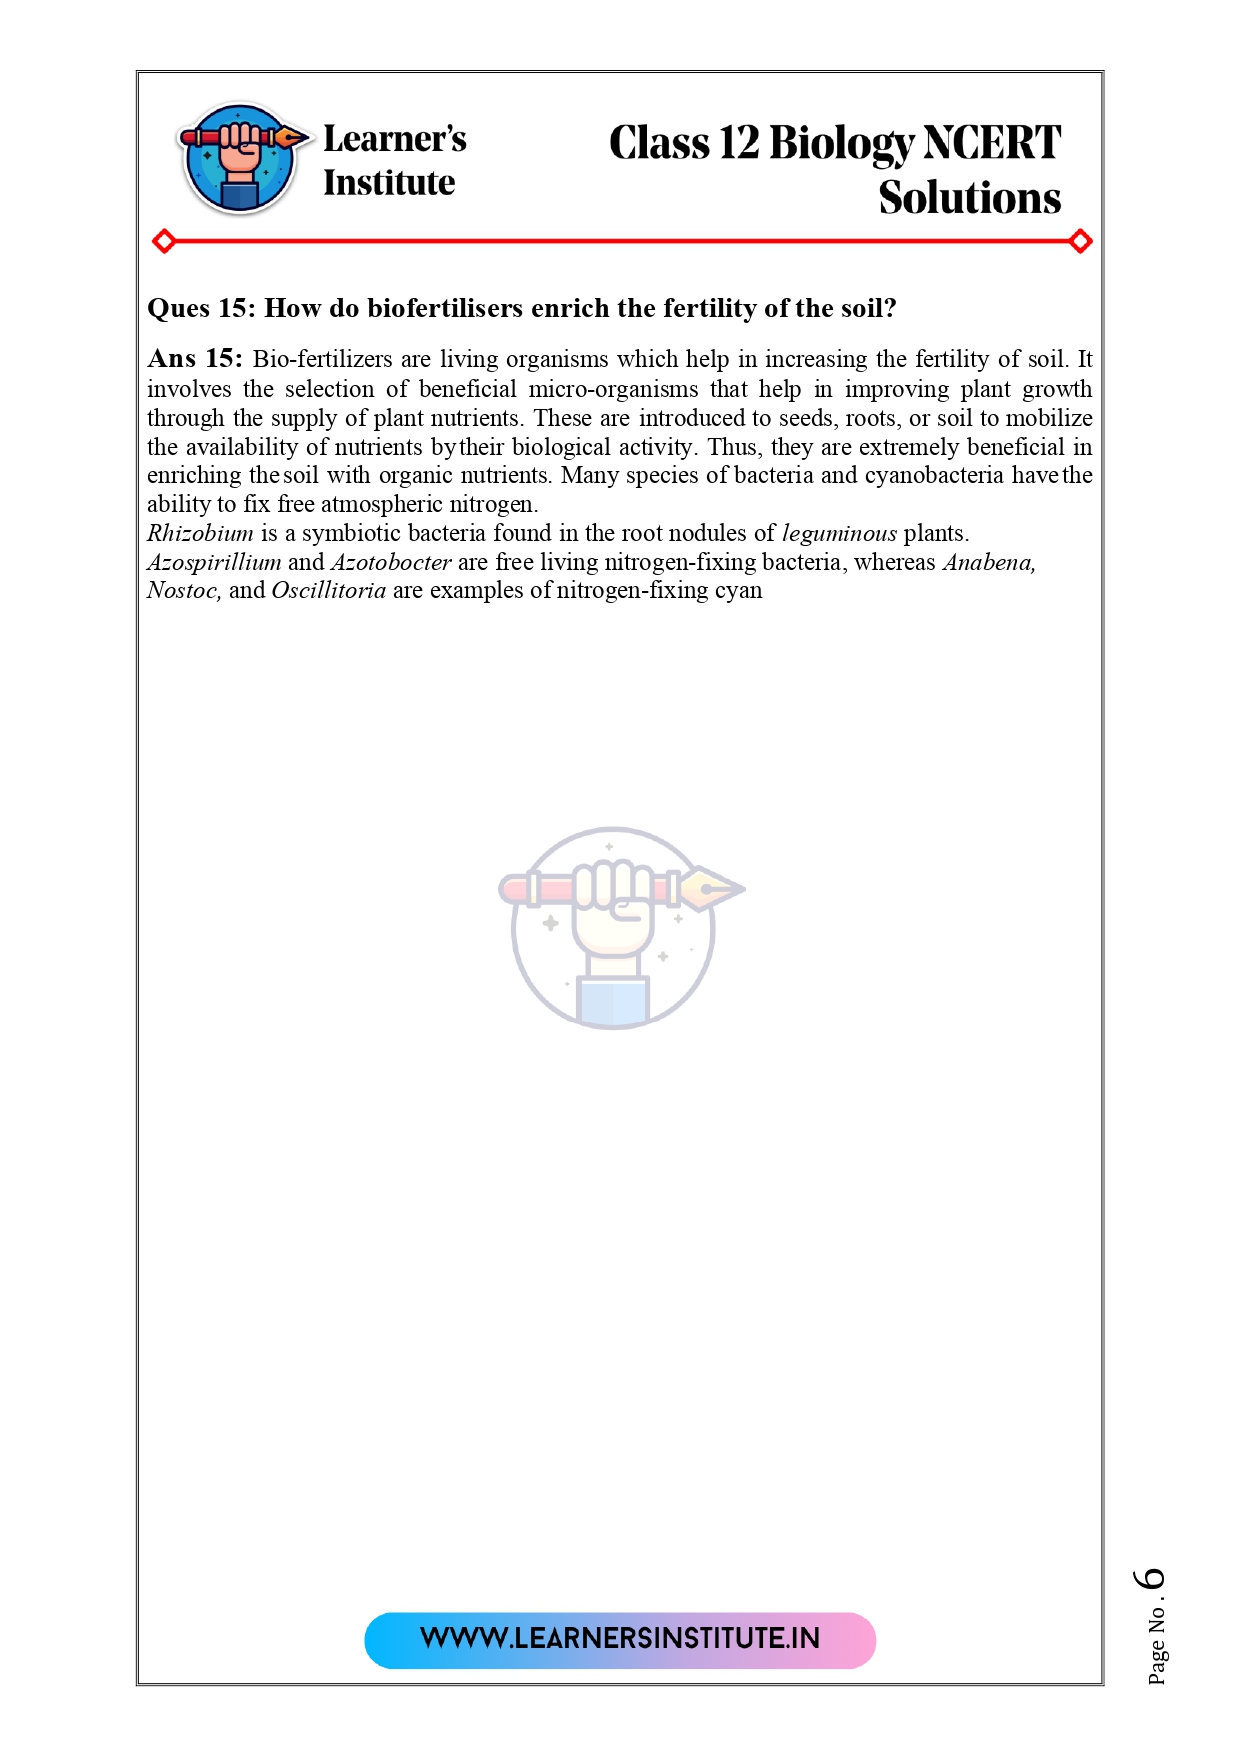 Learner's
Institute
Class 12 Biology NCERT
Solutions
Ques 15: How do biofertilisers enrich the fertility of the soil?
Ans 15: Bio-fertilizers are living organisms which help in increasing the fertility of soil. It
involves the selection of beneficial micro-organisms that help in improving plant growth
through the supply of plant nutrients. These are introduced to seeds, roots, or soil to mobilize
the availability of nutrients by their biological activity. Thus, they are extremely beneficial in
enriching the soil with organic nutrients. Many species of bacteria and cyanobacteria have the
ability to fix free atmospheric nitrogen.
Rhizobium is a symbiotic bacteria found in the root nodules of leguminous plants.
Azospirillium and Azotobocter are free living nitrogen-fixing bacteria, whereas Anabena,
Nostoc, and Oscillitoria are examples of nitrogen-fixing cyan
WWW.LEARNERSINSTITUTE.IN
Page No. 6